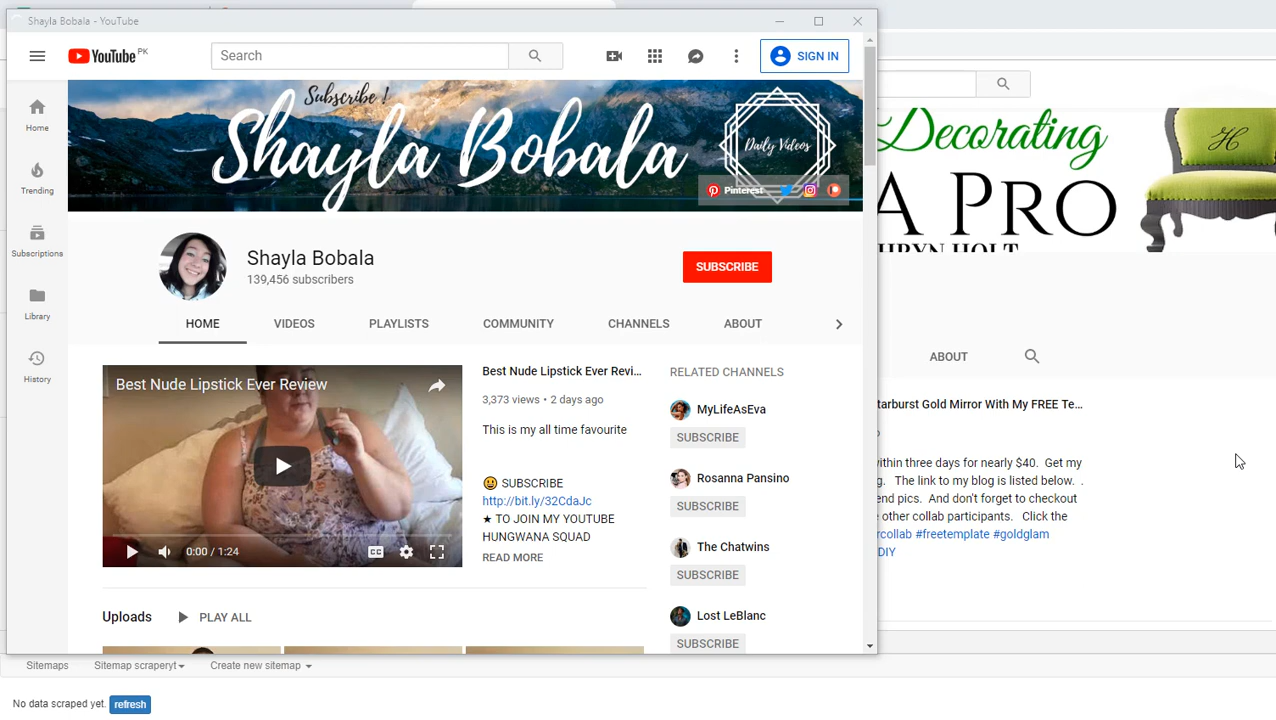 Shayla Bobala - YouTube
YouTube PK
Search
SIGN IN
Home
Trending
Subscriptions
Library
History
Subscribe !
Shayla Bobala
Daily Videos
Pinterest
Shayla Bobala
139,456 subscribers
SUBSCRIBE
HOME VIDEOS PLAYLISTS COMMUNITY CHANNELS ABOUT
Best Nude Lipstick Ever Review
0:00 / 1:24
Best Nude Lipstick Ever Revi...
3,373 views • 2 days ago
This is my all time favourite
😀 SUBSCRIBE
http://bit.ly/32CdaJc
★ TO JOIN MY YOUTUBE
HUNGWANA SQUAD
READ MORE
RELATED CHANNELS
MyLifeAsEva
SUBSCRIBE
Rosanna Pansino
SUBSCRIBE
The Chatwins
SUBSCRIBE
Lost LeBlanc
SUBSCRIBE
Uploads PLAY ALL
Decorating
A PRO
HRYN HOLT
H
ABOUT
tarburst Gold Mirror With My FREE Te...
within three days for nearly $40. Get my
g. The link to my blog is listed below. .
end pics. And don't forget to checkout
other collab participants. Click the
rcollab #freetemplate #goldglam
DIY
Sitemaps Sitemap scraperyt Create new sitemap
No data scraped yet. refresh